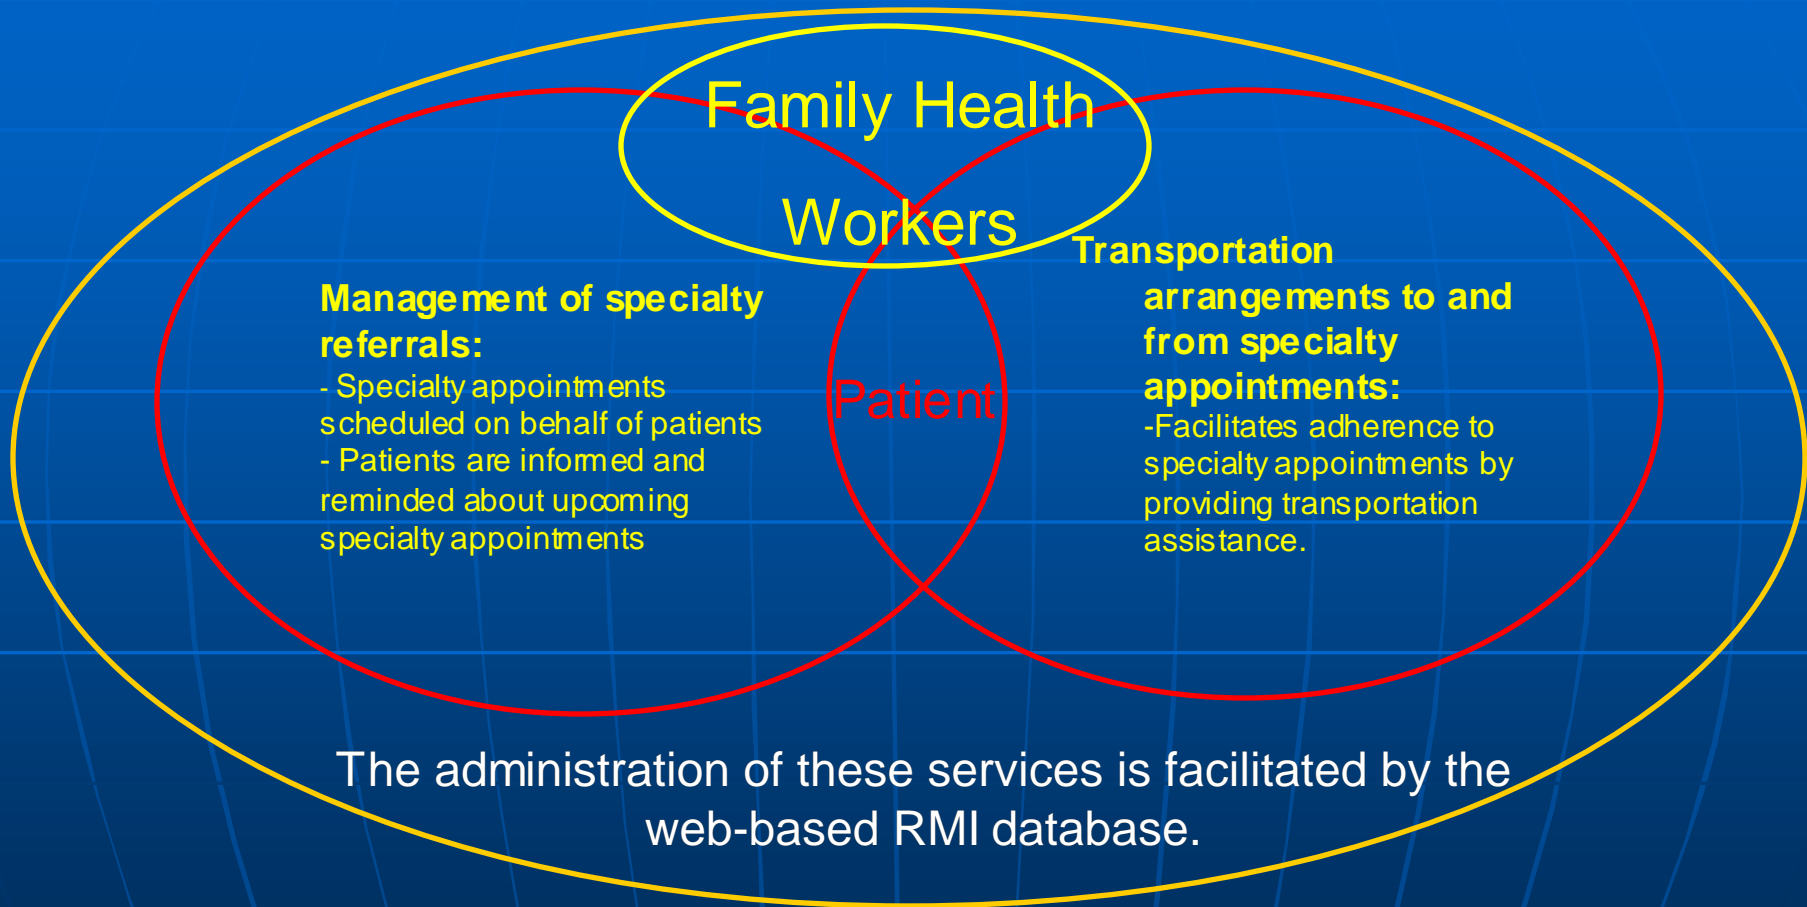 Family Health
Workers
Management of specialty
referrals:
- Specialty appointments
scheduled on behalf of patients
- Patients are informed and
reminded about upcoming
specialty appointments
Patient
Transportation
arrangements to and
from specialty
appointments:
-Facilitates adherence to
specialty appointments by
providing transportation
assistance.
The administration of these services is facilitated by the
web-based RMI database.